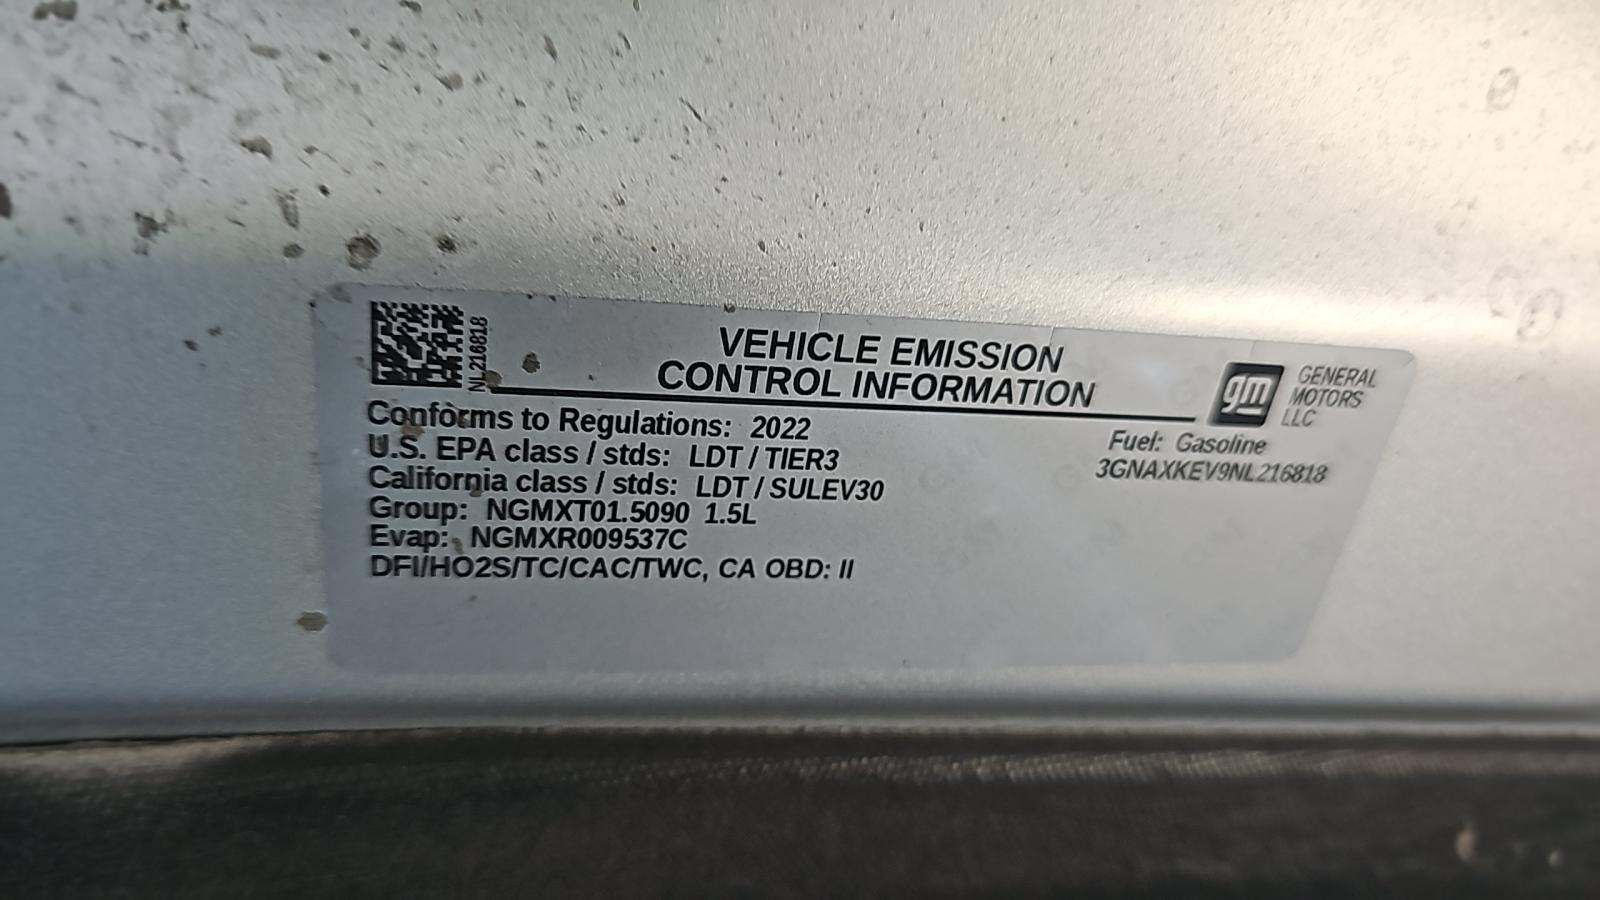 NL216818
VEHICLE EMISSION
CONTROL INFORMATION
gm
GENERAL
MOTORS
LLC
Conforms to Regulations: 2022
U.S. EPA class / stds: LDT / TIER3
California class / stds: LDT / SULEV30
Group: NGMXT01.5090 1.5L
Evap: NGMXR009537C
DFI/HO2S/TC/CAC/TWC, CA OBD: II
Fuel: Gasoline
3GNAXKEV9NL216818